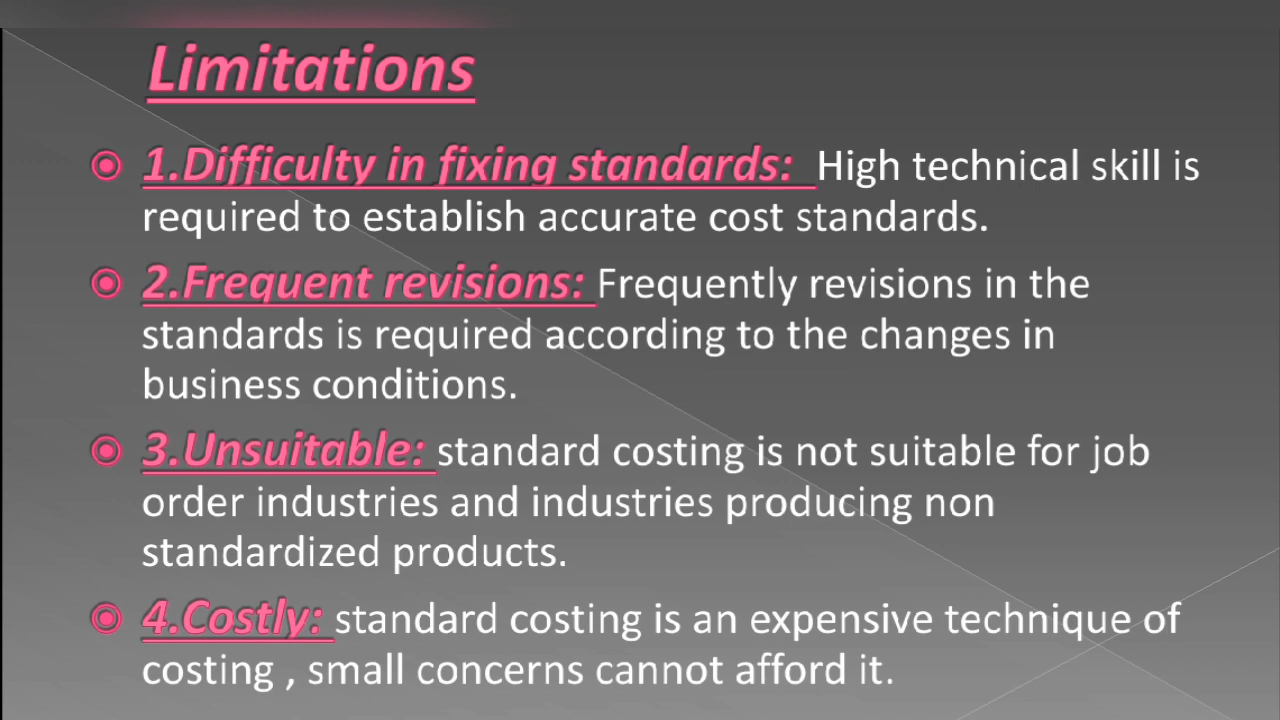 Limitations
1.Difficulty in fixing standards: High technical skill is
required to establish accurate cost standards.
2.Frequent revisions: Frequently revisions in the
standards is required according to the changes in
business conditions.
3.Unsuitable: standard costing is not suitable for job
order industries and industries producing non
standardized products.
4.Costly: standard costing is an expensive technique of
costing , small concerns cannot afford it.